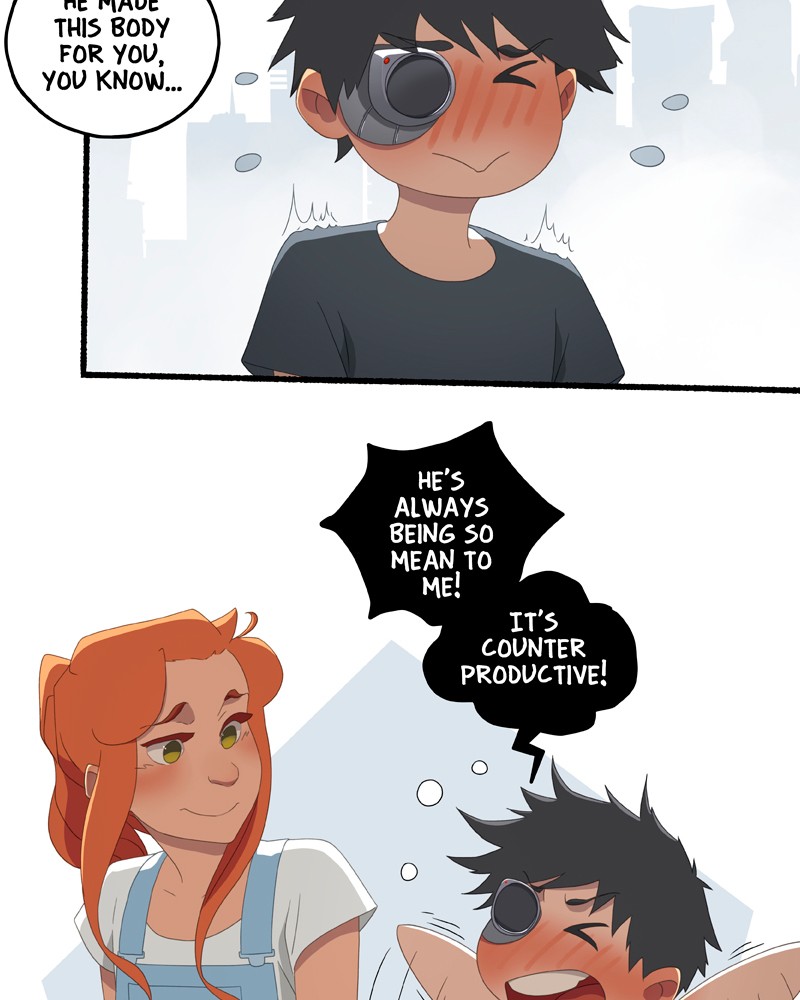 HE MADE
THIS BODY
FOR YOU,
YOU KNOW...
HE'S
ALWAYS
BEING SO
MEAN TO
ME!
IT'S
COUNTER
PRODUCTIVE!